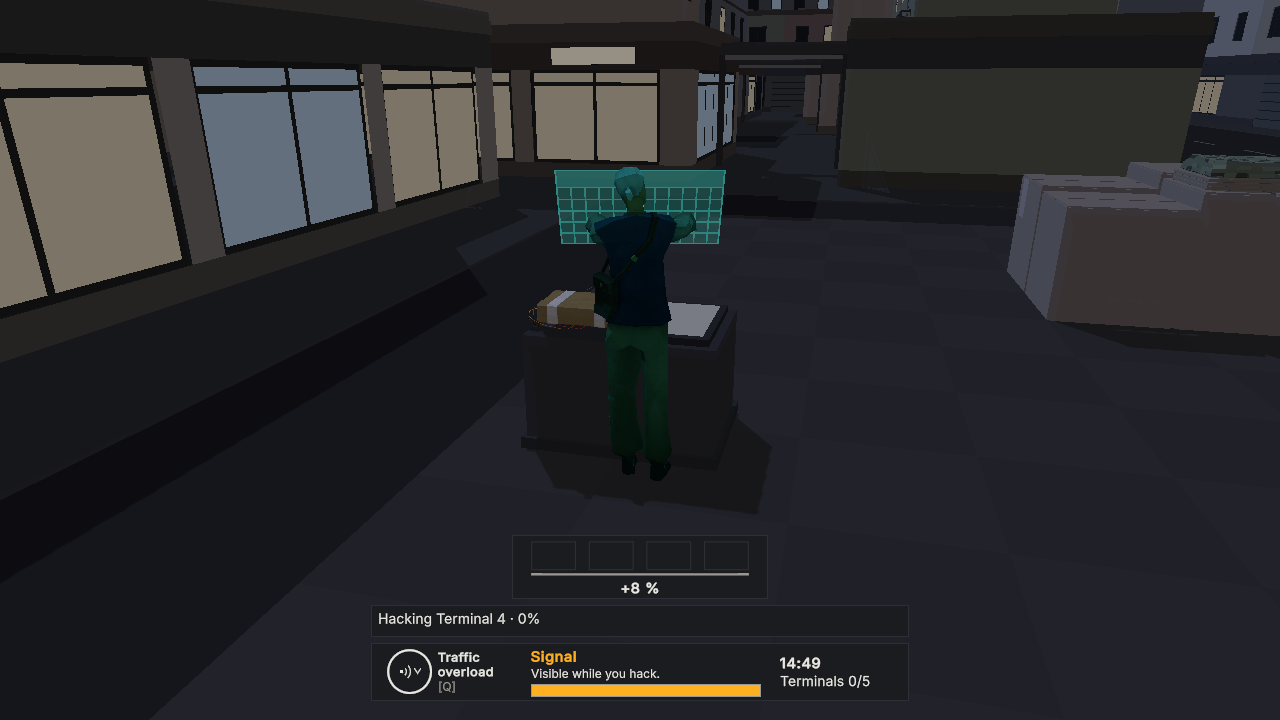 +8 %
Hacking Terminal 4 · 0%
Traffic
overload
[Q]
Signal
Visible while you hack.
14:49
Terminals 0/5